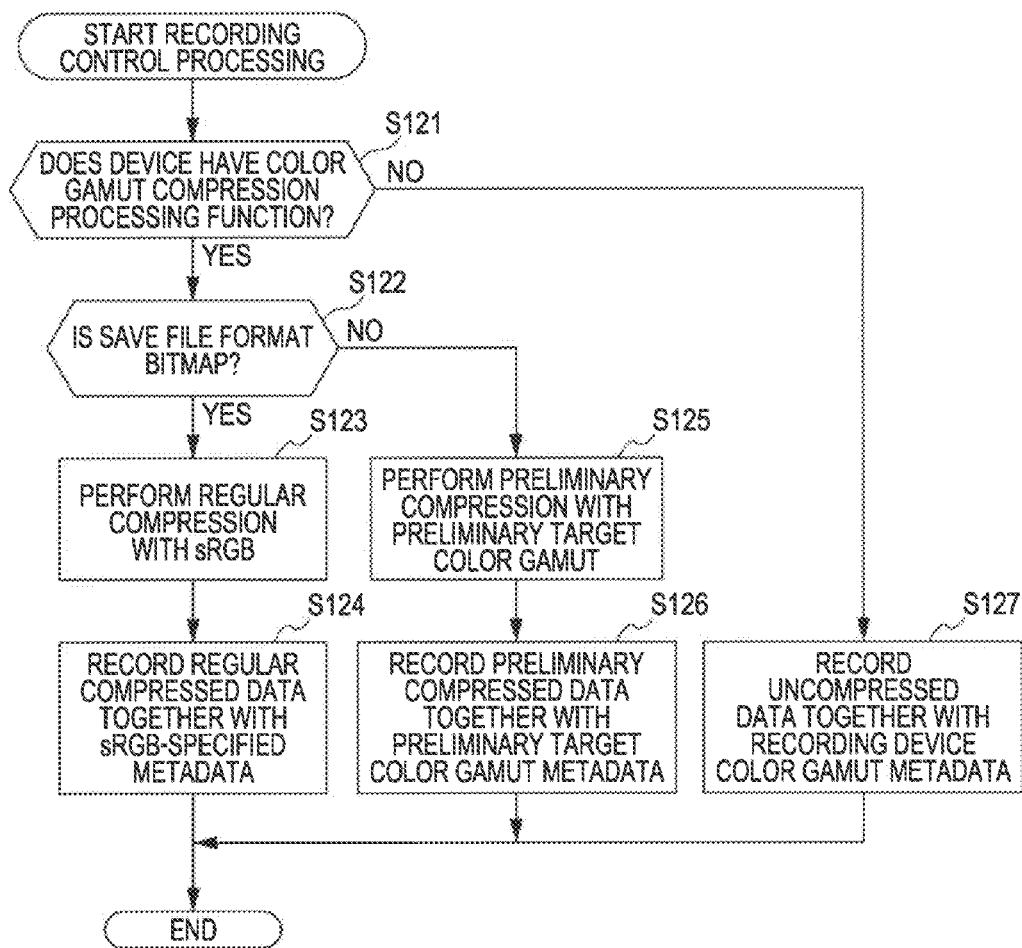 START RECORDING
CONTROL PROCESSING
S121
DOES DEVICE HAVE COLOR
GAMUT COMPRESSION
PROCESSING FUNCTION?
NO
YES
S122
IS SAVE FILE FORMAT
BITMAP?
NO
YES
S123
PERFORM REGULAR
COMPRESSION
WITH sRGB
S125
PERFORM PRELIMINARY
COMPRESSION WITH
PRELIMINARY TARGET
COLOR GAMUT
S124
RECORD REGULAR
COMPRESSED DATA
TOGETHER WITH
sRGB-SPECIFIED
METADATA
S126
RECORD PRELIMINARY
COMPRESSED DATA
TOGETHER WITH
PRELIMINARY TARGET
COLOR GAMUT METADATA
S127
RECORD
UNCOMPRESSED
DATA TOGETHER WITH
RECORDING DEVICE
COLOR GAMUT METADATA
END